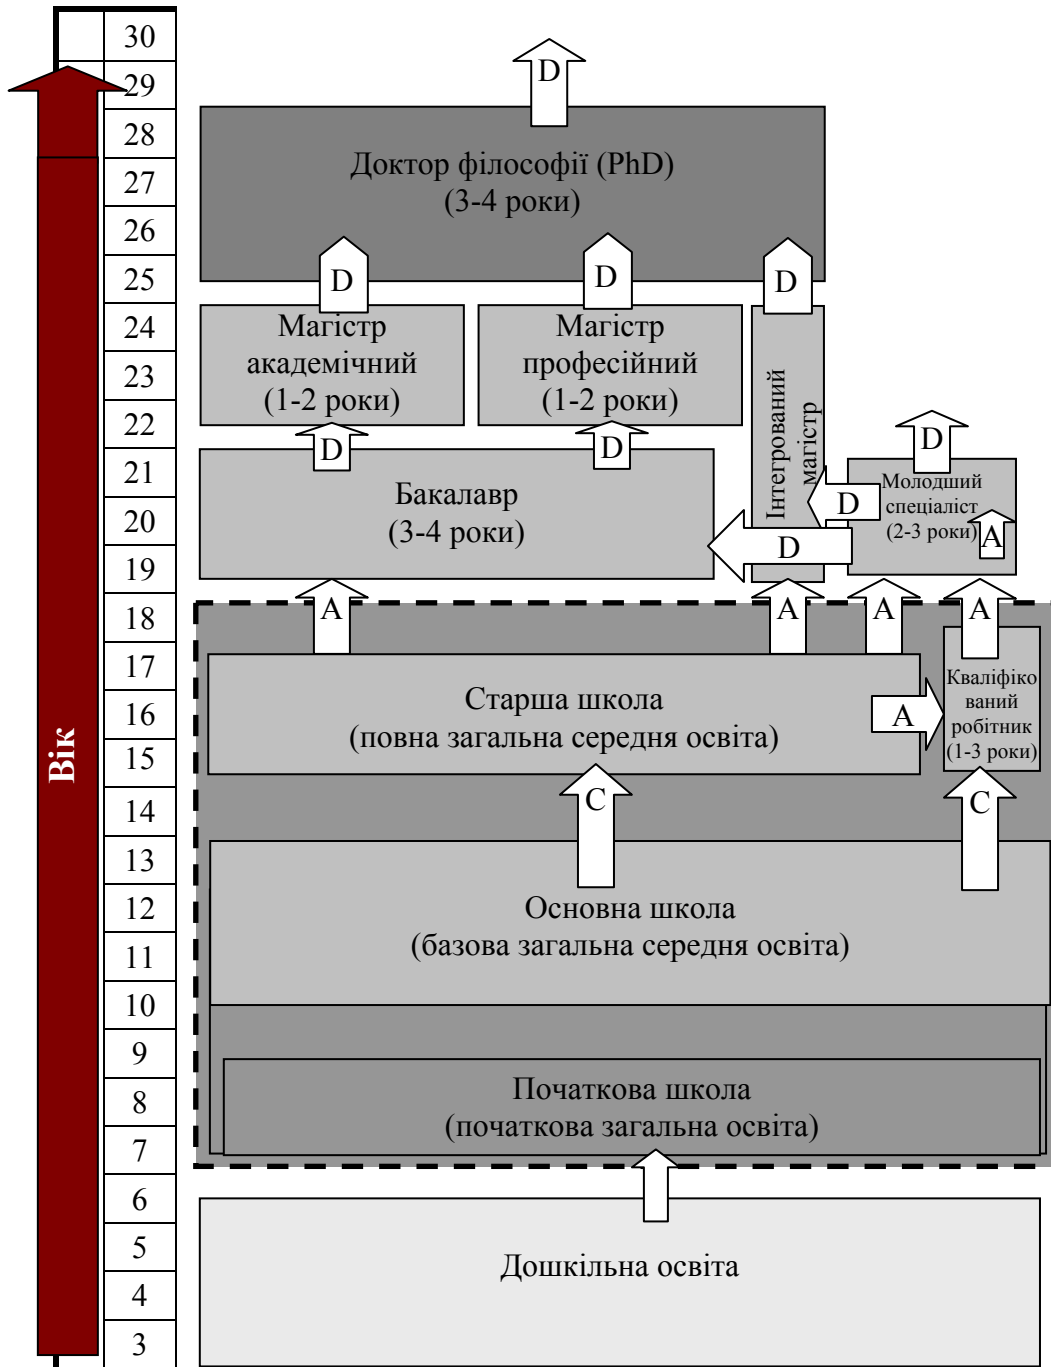 30
29
28
27
26
25
24
23
22
21
20
19
18
17
16
15
14
13
12
11
10
9
8
7
6
5
4
3
Вік
D
Доктор філософії (PhD)
(3-4 роки)
D
D
D
Магістр
академічний
(1-2 роки)
Магістр
професійний
(1-2 роки)
Інтегрований
магістр
D
D
D
Бакалавр
(3-4 роки)
Молодший
спеціаліст
(2-3 роки)
A
D
D
A
A
A
A
Старша школа
(повна загальна середня освіта)
A
Кваліфіко
ваний
робітник
(1-3 роки)
C
C
Основна школа
(базова загальна середня освіта)
Початкова школа
(початкова загальна освіта)
Дошкільна освіта